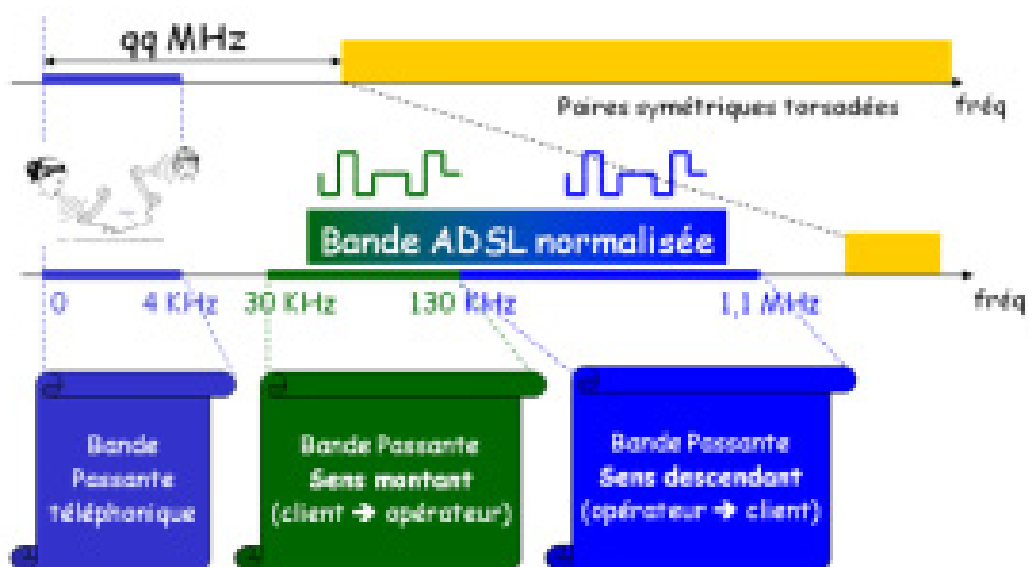 qq MHz
Paires symétriques torsadées
fréq
Bande ADSL normalisée
0
4 KHz
30 KHz
130 KHz
1,1 MHz
fréq
Bande
Passante
téléphonique
Bande Passante
Sens montant
(client → opérateur)
Bande Passante
Sens descendant
(opérateur → client)